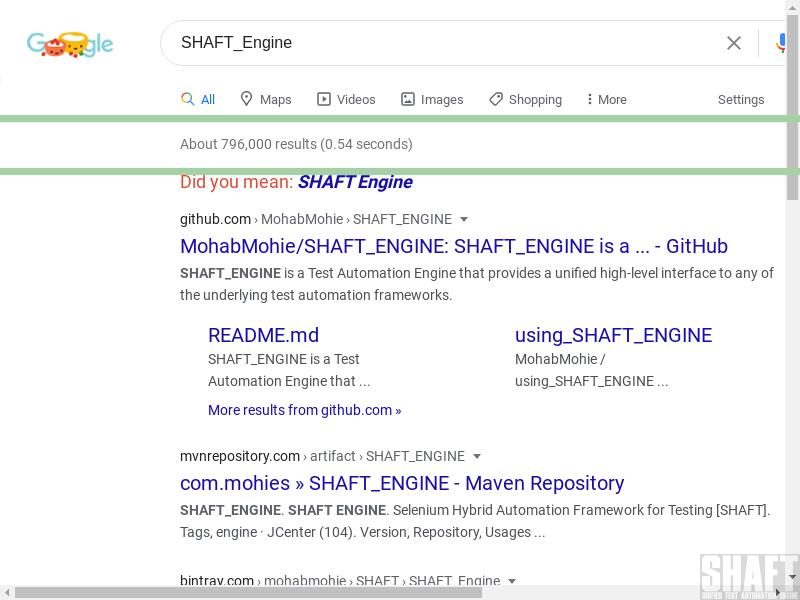 Google
SHAFT_Engine
All
Maps
Videos
Images
Shopping
More
Settings
About 796,000 results (0.54 seconds)
Did you mean: SHAFT Engine
github.com › MohabMohie › SHAFT_ENGINE
MohabMohie/SHAFT_ENGINE: SHAFT_ENGINE is a ... - GitHub
SHAFT_ENGINE is a Test Automation Engine that provides a unified high-level interface to any of
the underlying test automation frameworks.
README.md
SHAFT_ENGINE is a Test
Automation Engine that ...
using_SHAFT_ENGINE
MohabMohie /
using_SHAFT_ENGINE ...
More results from github.com »
mvnrepository.com › artifact › SHAFT_ENGINE
com.mohies » SHAFT_ENGINE - Maven Repository
SHAFT_ENGINE. SHAFT ENGINE. Selenium Hybrid Automation Framework for Testing [SHAFT].
Tags, engine · JCenter (104). Version, Repository, Usages ...
bintray.com › mohabmohie › SHAFT › SHAFT_Engine
SHAFT
UNIFIED TEST AUTOMATION ENGINE